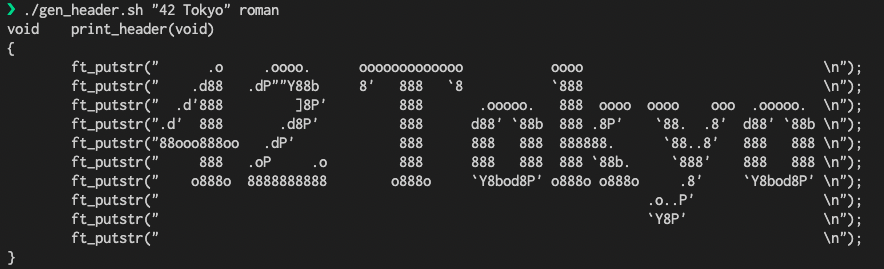 ❯ ./gen_header.sh "42 Tokyo" roman
void    print_header(void)
{
        ft_putstr("      .o     .oooo.      ooooooooooooo           oooo                              \n");
        ft_putstr("    .d88   .dP""`Y88b     8'   888   `8           `888                              \n");
        ft_putstr("  .d'888         ]8P'         888       .ooooo.   888  oooo  oooo    ooo  .ooooo.  \n");
        ft_putstr(".d'  888       .d8P'          888      d88' `88b  888 .8P'    `88.  .8'  d88' `88b \n");
        ft_putstr("88ooo888oo   .dP'             888      888   888  888888.      `88..8'   888   888 \n");
        ft_putstr("     888   .oP     .o         888      888   888  888 `88b.     `888'    888   888 \n");
        ft_putstr("    o888o  8888888888        o888o     `Y8bod8P' o888o o888o     .8'     `Y8bod8P' \n");
        ft_putstr("                                                             .o..P'                \n");
        ft_putstr("                                                             `Y8P'                 \n");
        ft_putstr("                                                                                   \n");
}